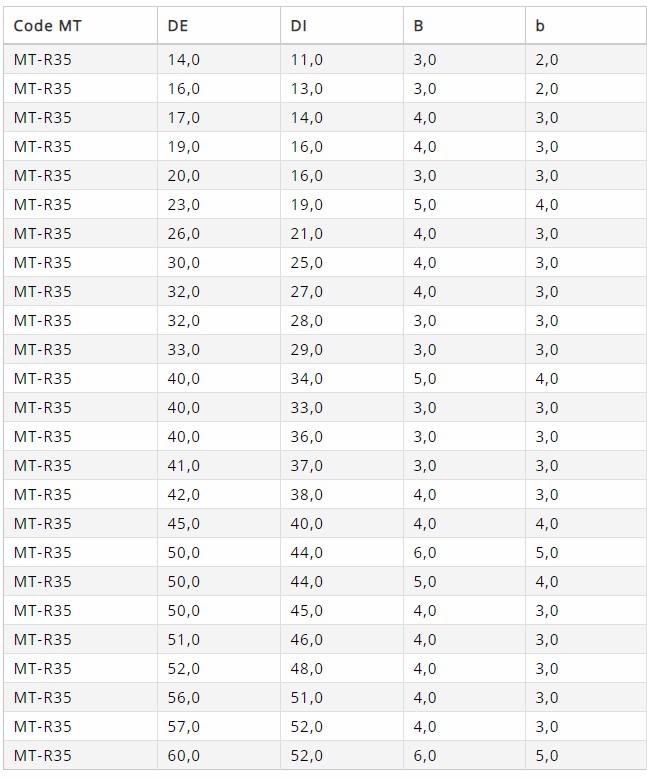 Code MT DE DI B b
MT-R35 14,0 11,0 3,0 2,0
MT-R35 16,0 13,0 3,0 2,0
MT-R35 17,0 14,0 4,0 3,0
MT-R35 19,0 16,0 4,0 3,0
MT-R35 20,0 16,0 3,0 3,0
MT-R35 23,0 19,0 5,0 4,0
MT-R35 26,0 21,0 4,0 3,0
MT-R35 30,0 25,0 4,0 3,0
MT-R35 32,0 27,0 4,0 3,0
MT-R35 32,0 28,0 3,0 3,0
MT-R35 33,0 29,0 3,0 3,0
MT-R35 40,0 34,0 5,0 4,0
MT-R35 40,0 33,0 3,0 3,0
MT-R35 40,0 36,0 3,0 3,0
MT-R35 41,0 37,0 3,0 3,0
MT-R35 42,0 38,0 4,0 3,0
MT-R35 45,0 40,0 4,0 4,0
MT-R35 50,0 44,0 6,0 5,0
MT-R35 50,0 44,0 5,0 4,0
MT-R35 50,0 45,0 4,0 3,0
MT-R35 51,0 46,0 4,0 3,0
MT-R35 52,0 48,0 4,0 3,0
MT-R35 56,0 51,0 4,0 3,0
MT-R35 57,0 52,0 4,0 3,0
MT-R35 60,0 52,0 6,0 5,0